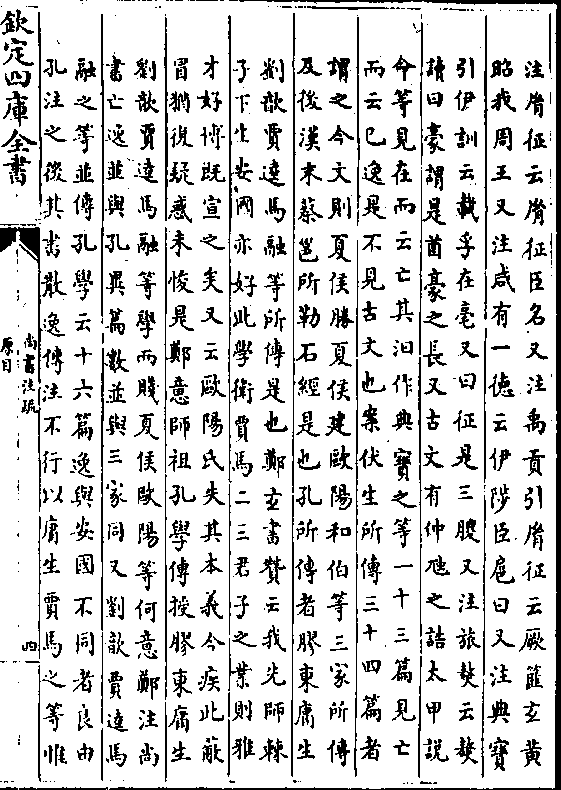 注胤征云胤征臣名又注禹貢引胤征云厥篚玄黄
昭我周王又注咸有一德云伊陟臣扈曰又注典寳
引伊訓云載孚在亳又曰征是三朡又注旅獒云獒
讀曰豪謂是酋豪之長又古文有仲虺之誥太甲説
命等見在而云亡其汨作典寳之等一十三篇見亡
而云已逸是不見古文也案伏生所傳三十四篇者
謂之今文則夏侯勝夏侯建歐陽和伯等三家所傳
及後漢末蔡邕所勒石經是也孔所傳者膠東庸生
劉歆賈逵馬融等所傳是也鄭玄書贊云我先師棘
子下生安國亦好此學衛賈馬二三君子之業則雅
才好博既宣之矣又云歐陽氏失其本義今疾此蔽
冒猶復疑惑未悛是鄭意師祖孔學傳授膠東庸生
劉歆賈逵馬融等學而賤夏侯歐陽等何意鄭注尚
書亡逸並與孔異篇數並與三家同又劉歆賈逵馬
融之等並傳孔學云十六篇逸與安國不同者良由
孔注之後其書散逸傳注不行以庸生賈馬之等惟
欽定四庫全書
尚書注疏
原目
四